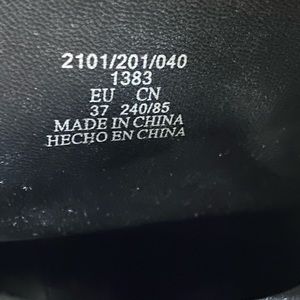 2101/201/040
1383
EU CN
37 240/85
MADE IN CHINA
HECHO EN CHINA